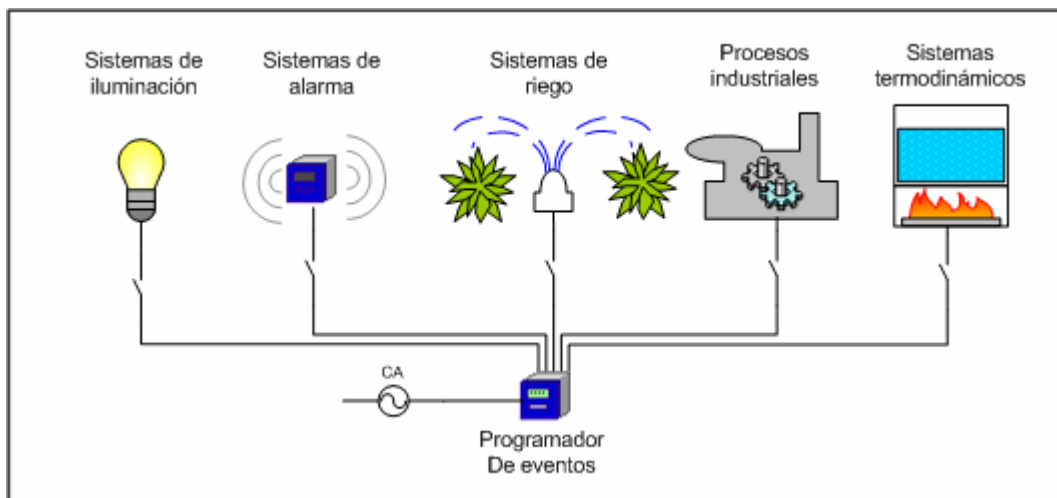 Sistemas de
iluminación
Sistemas de
alarma
Sistemas de
riego
Procesos
industriales
Sistemas
termodinámicos
CA
Programador
De eventos